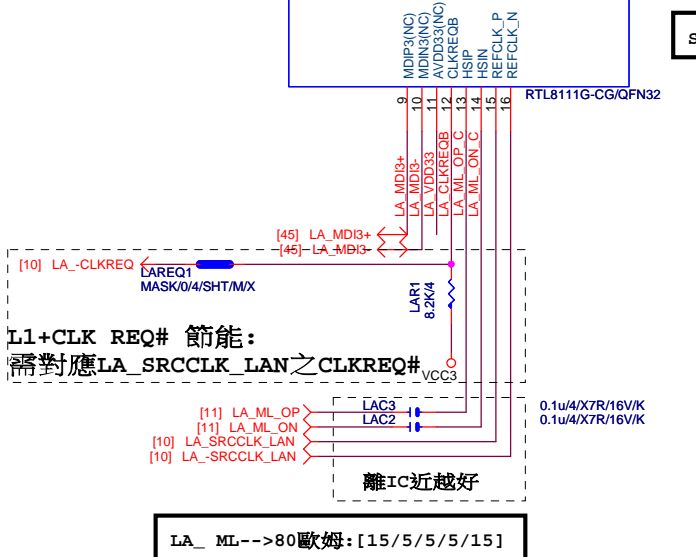 MDIP3(NC)
MDIN3(NC)
AVDD33(NC)
CLKREQB
HSIP
HSIN
REFCLK_P
REFCLK_N
S
RTL8111G-CG/QFN32
9
10
11
12
13
14
15
16
LA_MDI3+
LA_MDI3-
LA_VDD33
LA_CLKREQB
LA_ML_OP_C
LA_ML_ON_C
[45] LA_MDI3+
[45] LA_MDI3-
[10] LA_-CLKREQ
LAREQ1
MASK/0/4/SHT/M/X
LAR1
8.2K/4
L1+CLK REQ# 節能:
需對應LA_SRCCLK_LAN之CLKREQ#
VCC3
[11] LA_ML_OP
LAC3
0.1u/4/X7R/16V/K
[11] LA_ML_ON
LAC2
0.1u/4/X7R/16V/K
[10] LA_SRCCLK_LAN
[10] LA_-SRCCLK_LAN
離IC近越好
LA_ ML-->80歐姆:[15/5/5/5/15]